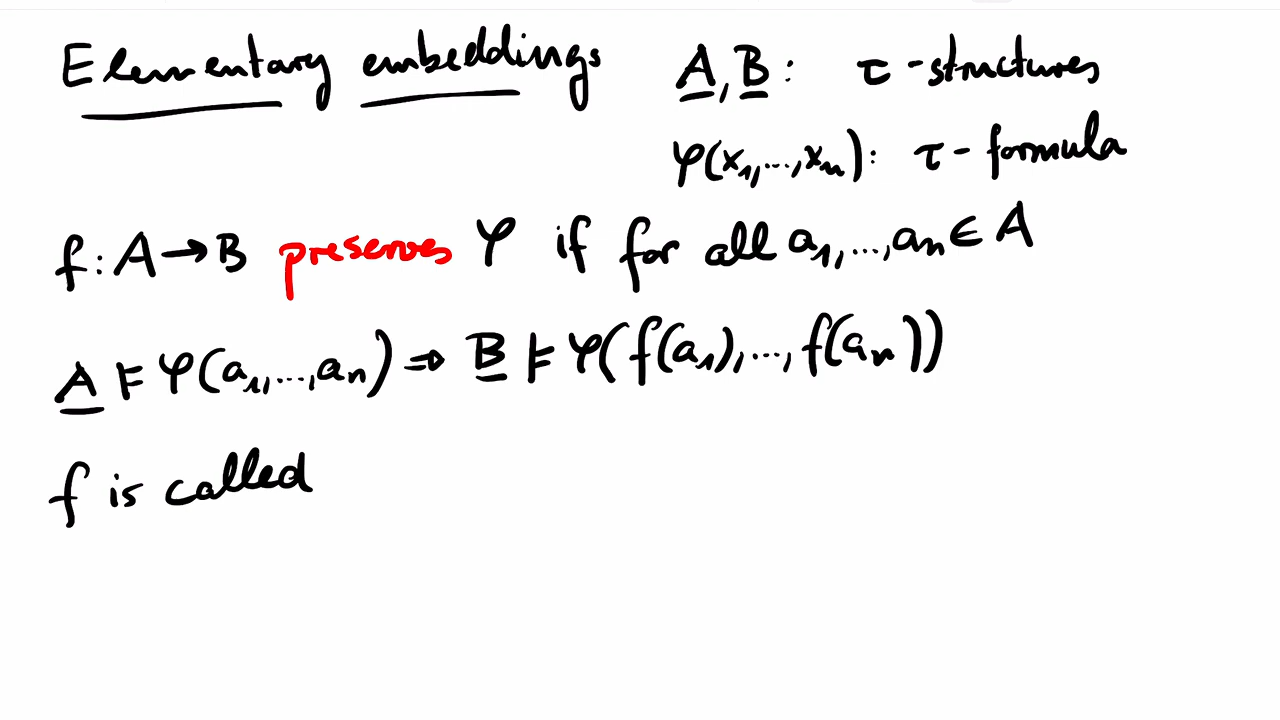 Elementary embeddings
A, B: τ-structures
φ(x₁,...,xₙ): τ-formula
f: A→B preserves φ if for all a₁,...,aₙ ∈ A
A ⊨ φ(a₁,...,aₙ) ⇒ B ⊨ φ(f(a₁),...,f(aₙ))
f is called